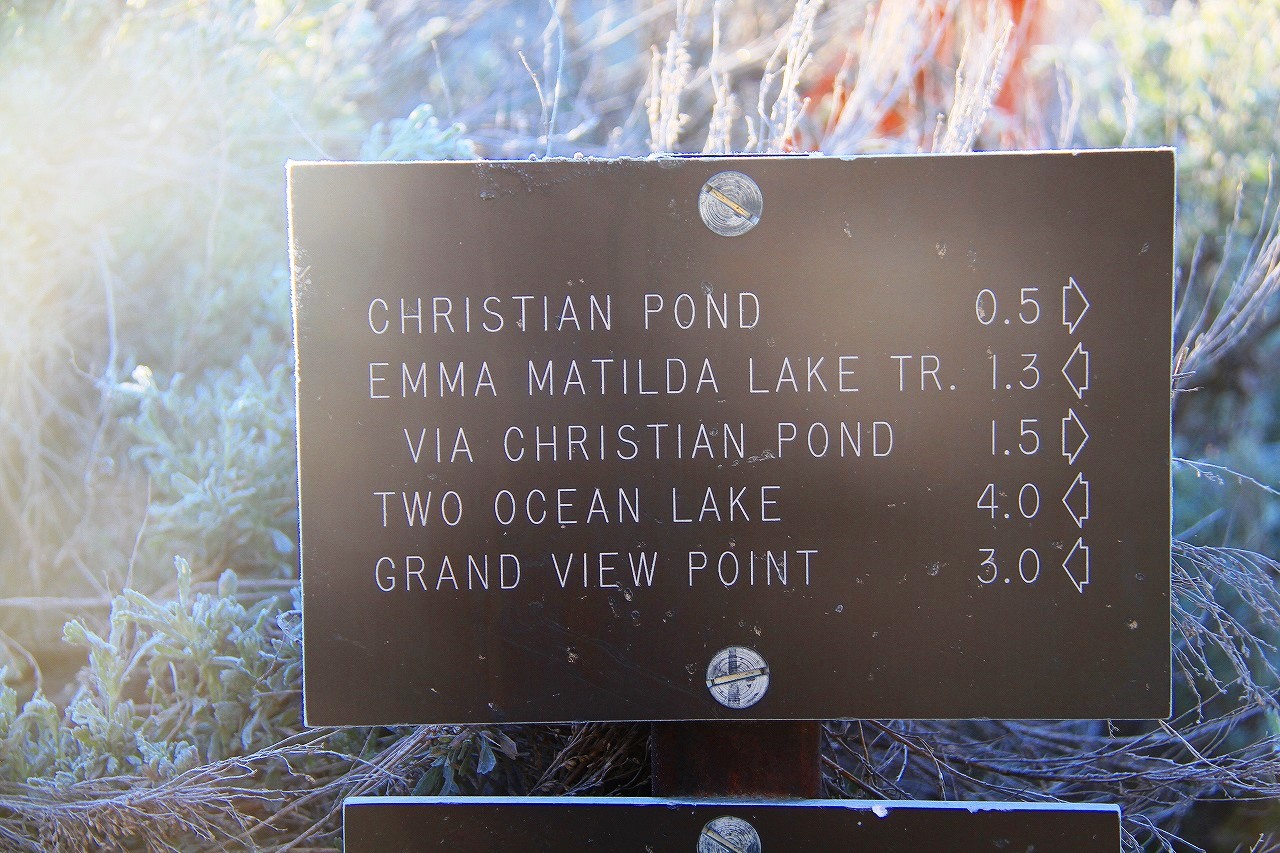 CHRISTIAN POND 0.5
EMMA MATILDA LAKE TR. 1.3
VIA CHRISTIAN POND 1.5
TWO OCEAN LAKE 4.0
GRAND VIEW POINT 3.0